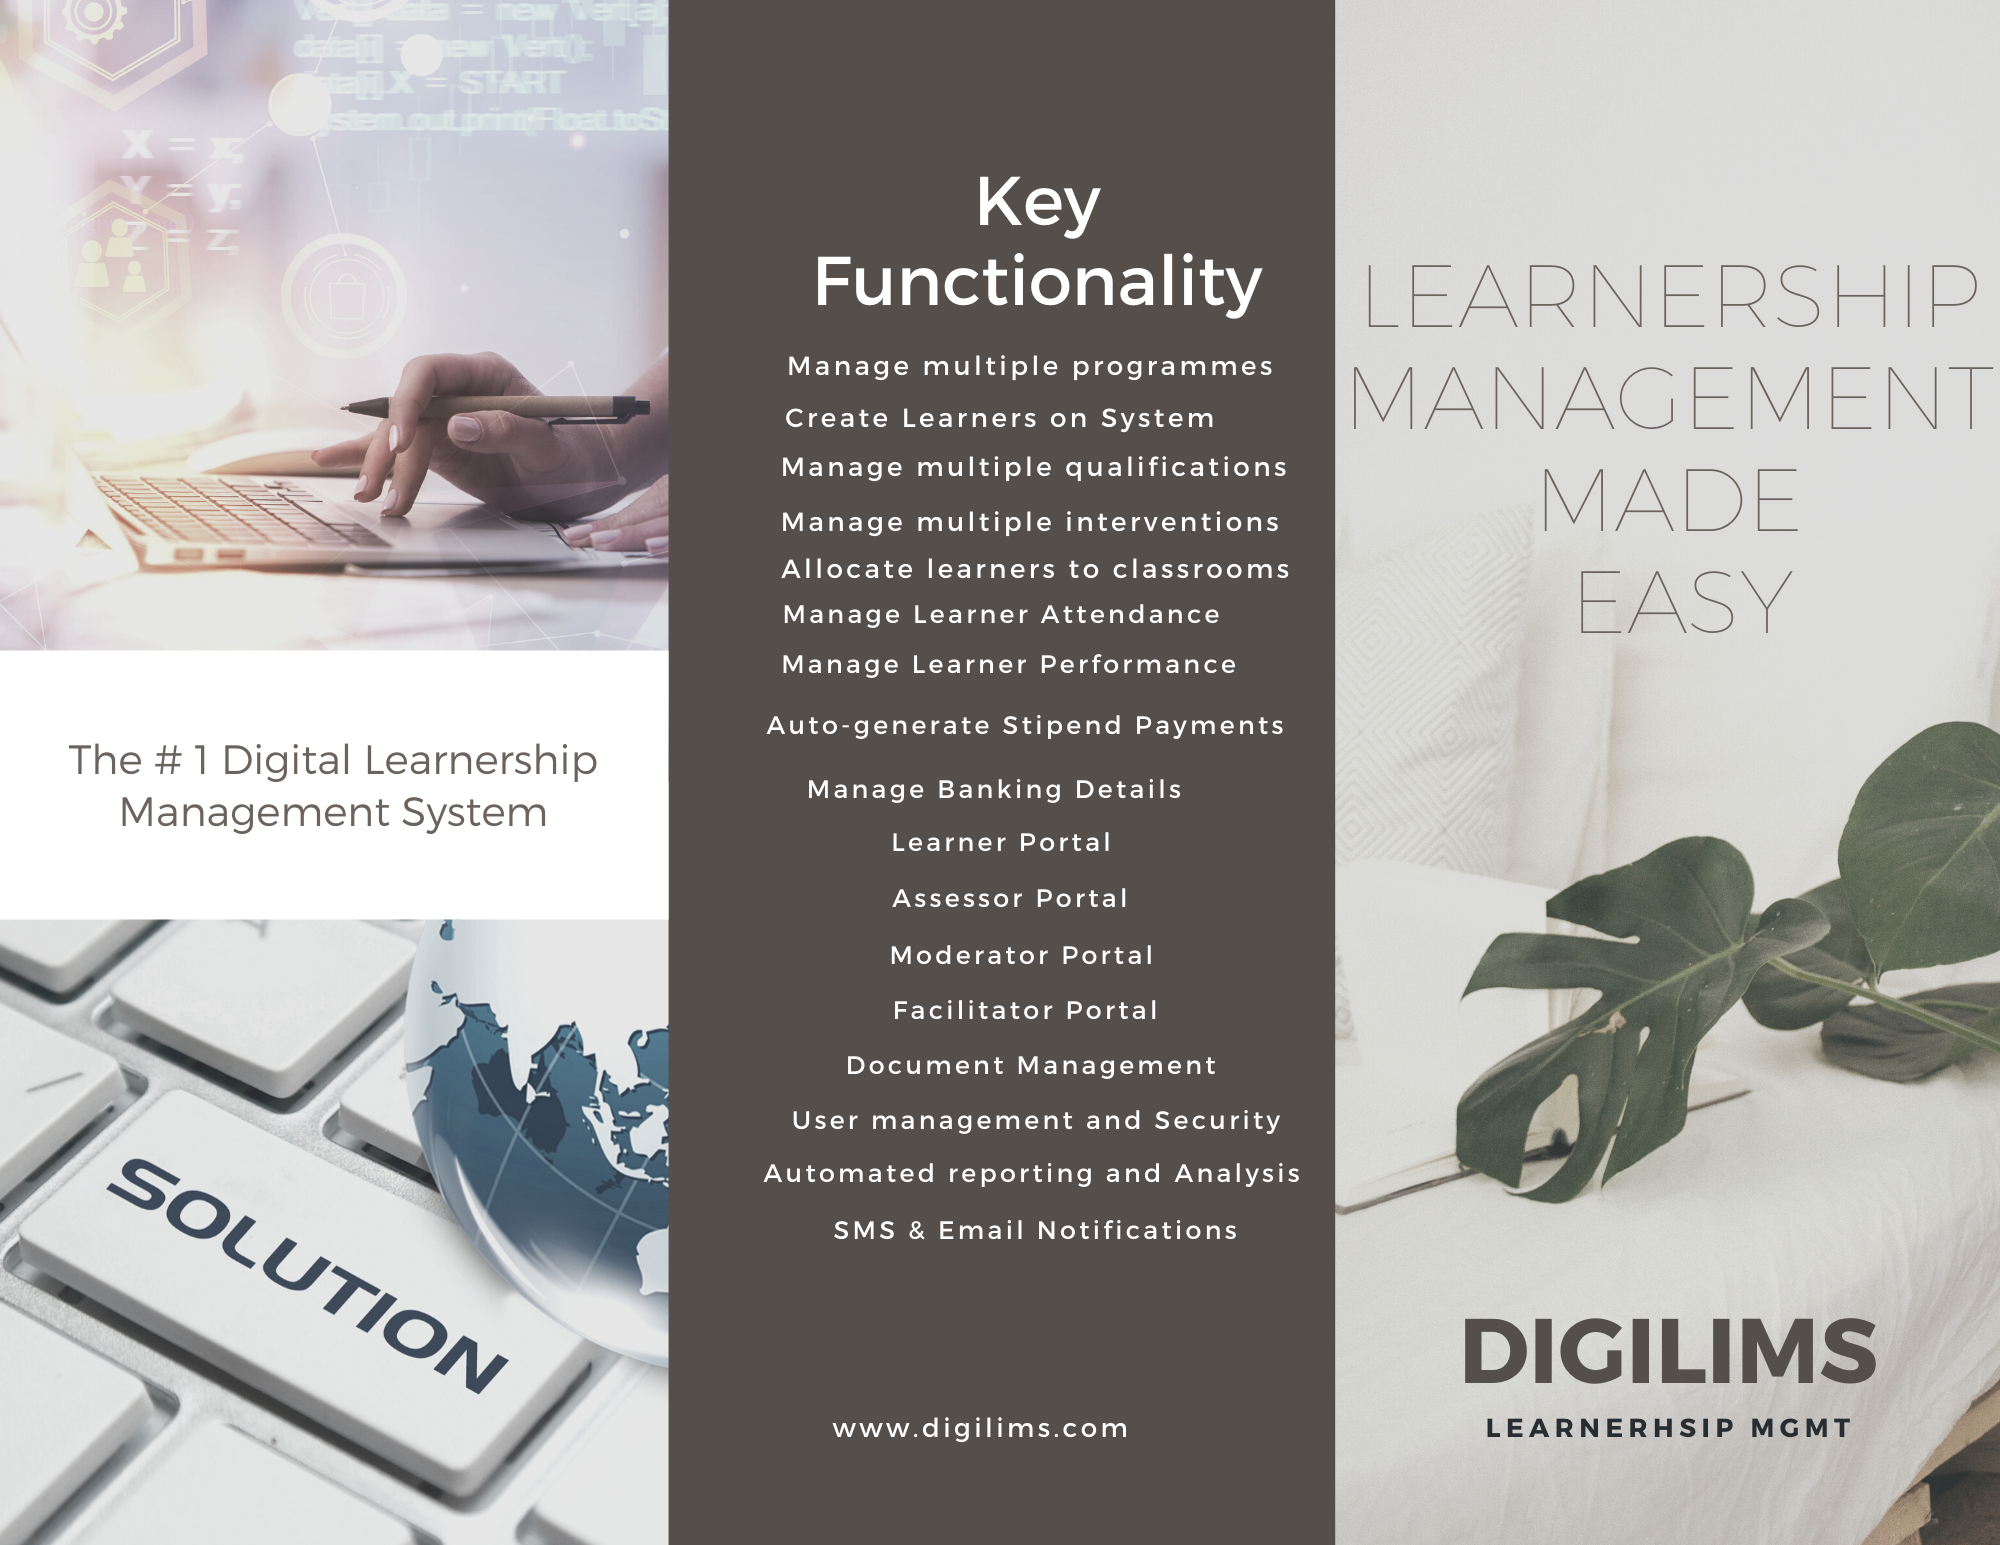 X = x;
Y = y;
Z = z;
The # 1 Digital Learnership
Management System
SOLUTION
Key
Functionality
Manage multiple programmes
Create Learners on System
Manage multiple qualifications
Manage multiple interventions
Allocate learners to classrooms
Manage Learner Attendance
Manage Learner Performance
Auto-generate Stipend Payments
Manage Banking Details
Learner Portal
Assessor Portal
Moderator Portal
Facilitator Portal
Document Management
User management and Security
Automated reporting and Analysis
SMS & Email Notifications
www.digilims.com
LEARNERSHIP
MANAGEMENT
MADE
EASY
DIGILIMS
LEARNERHSIP MGMT